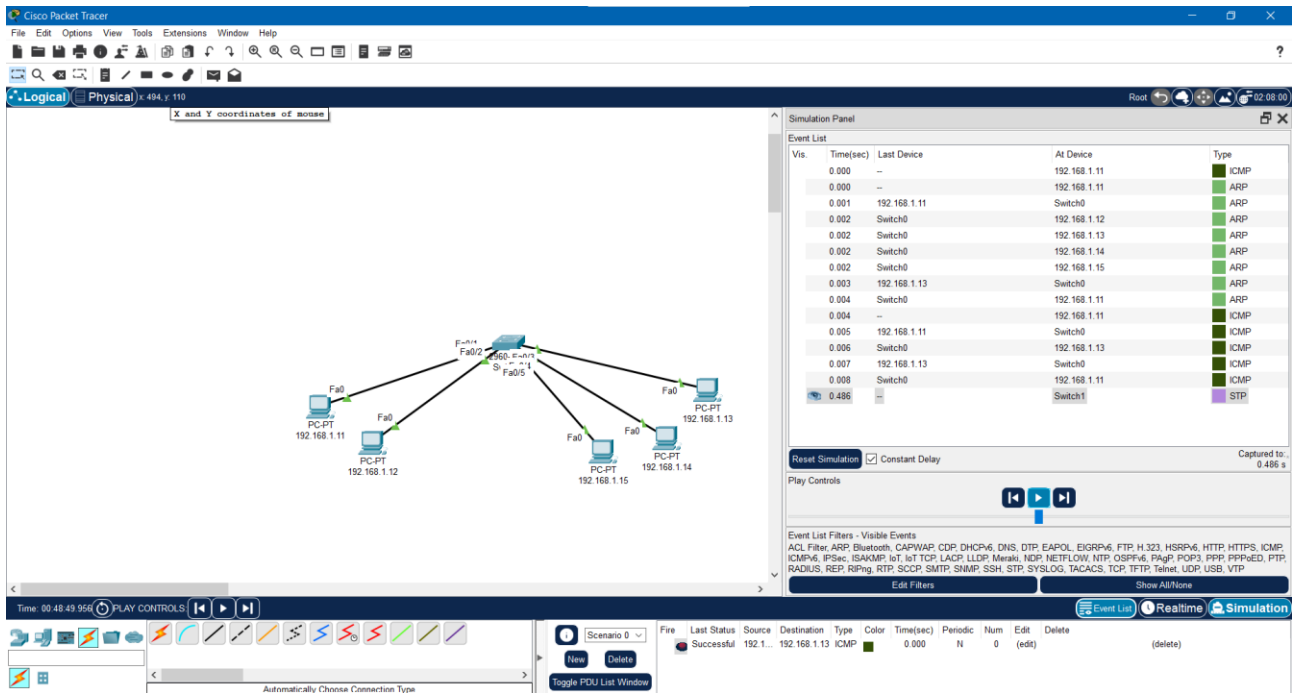 Cisco Packet Tracer
File Edit Options View Tools Extensions Window Help
?
Logical Physical x: 494, y: 110 Root 02:08:00
X and Y coordinates of mouse
Simulation Panel
Event List
Vis. Time(sec) Last Device At Device Type
0.000 -- 192.168.1.11 ICMP
0.000 -- 192.168.1.11 ARP
0.001 192.168.1.11 Switch0 ARP
0.002 Switch0 192.168.1.12 ARP
0.002 Switch0 192.168.1.13 ARP
0.002 Switch0 192.168.1.14 ARP
0.002 Switch0 192.168.1.15 ARP
0.003 192.168.1.13 Switch0 ARP
0.004 Switch0 192.168.1.11 ARP
0.004 -- 192.168.1.11 ICMP
0.005 192.168.1.11 Switch0 ICMP
0.006 Switch0 192.168.1.13 ICMP
0.007 192.168.1.13 Switch0 ICMP
0.008 Switch0 192.168.1.11 ICMP
0.486 -- Switch1 STP
Fa0/2
Fa0/5
Fa0
PC-PT
192.168.1.11
Fa0
PC-PT
192.168.1.12
Fa0
PC-PT
192.168.1.15
Fa0
PC-PT
192.168.1.14
Fa0
PC-PT
192.168.1.13
Reset Simulation Constant Delay
Captured to:
0.486 s
Play Controls
Event List Filters - Visible Events
ACL Filter, ARP, Bluetooth, CAPWAP, CDP, DHCPv6, DNS, DTP, EAPOL, EIGRPv6, FTP, H.323, HSRPv6, HTTP, HTTPS, ICMP,
ICMPv6, IPSec, ISAKMP, IoT, IoT TCP, LACP, LLDP, Meraki, NDP, NETFLOW, NTP, OSPFv6, PAgP, POP3, PPP, PPPoED, PTP,
RADIUS, REP, RIPng, RTP, SCCP, SMTP, SNMP, SSH, STP, SYSLOG, TACACS, TCP, TFTP, Telnet, UDP, USB, VTP
Edit Filters Show All/None
Time: 00:48:49.956 PLAY CONTROLS: Event List Realtime Simulation
Scenario 0
New Delete
Toggle PDU List Window
Fire Last Status Source Destination Type Color Time(sec) Periodic Num Edit Delete
Successful 192.1... 192.168.1.13 ICMP 0.000 N 0 (edit) (delete)
Automatically Choose Connection Type